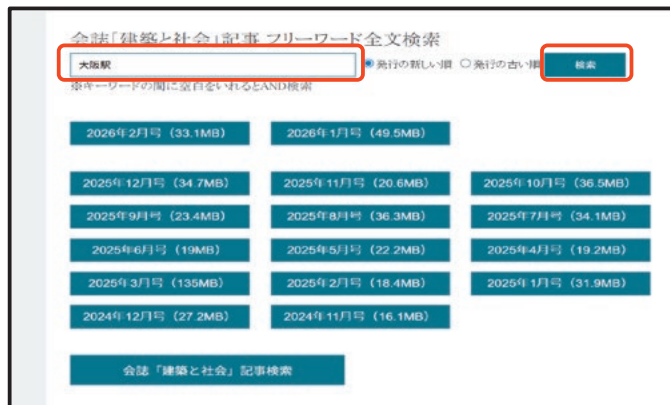 会誌「建築と社会」記事 フリーワード全文検索
大阪駅 発行の新しい順 発行の古い順 検索
※キーワードの間に空白をいれるとAND検索
2026年2月号（33.1MB） 2026年1月号（49.5MB）
2025年12月号（34.7MB） 2025年11月号（20.6MB） 2025年10月号（36.5MB）
2025年9月号（23.4MB） 2025年8月号（36.3MB） 2025年7月号（34.1MB）
2025年6月号（19MB） 2025年5月号（22.2MB） 2025年4月号（19.2MB）
2025年3月号（135MB） 2025年2月号（18.4MB） 2025年1月号（31.9MB）
2024年12月号（27.2MB） 2024年11月号（16.1MB）
会誌「建築と社会」記事検索